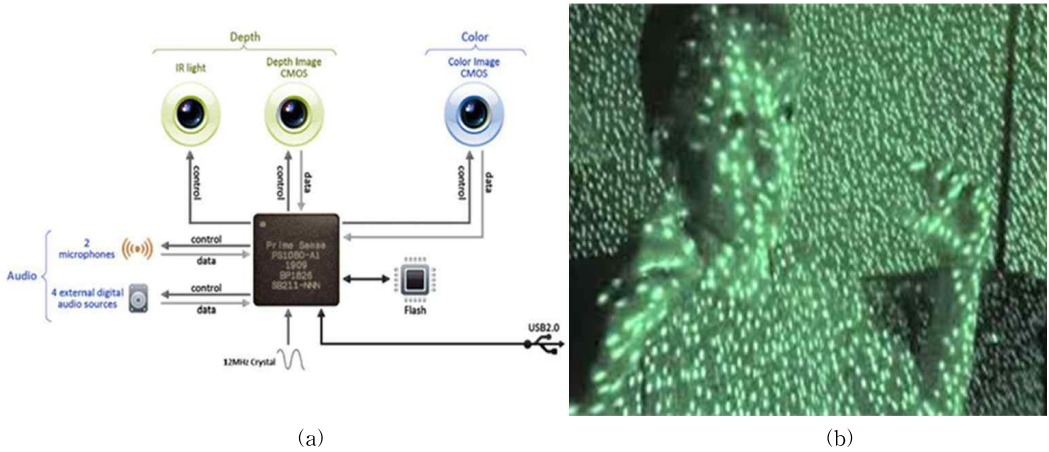 Depth
Color
IR light
Depth Image
CMOS
Color Image
CMOS
control
control
data
control
data
Audio
2
microphones
control
data
4 external digital
audio sources
control
data
Prime Sense
PS1080-A1
1909
BP1826
SB211-NNN
Flash
USB2.0
12MHz Crystal
(a)
(b)